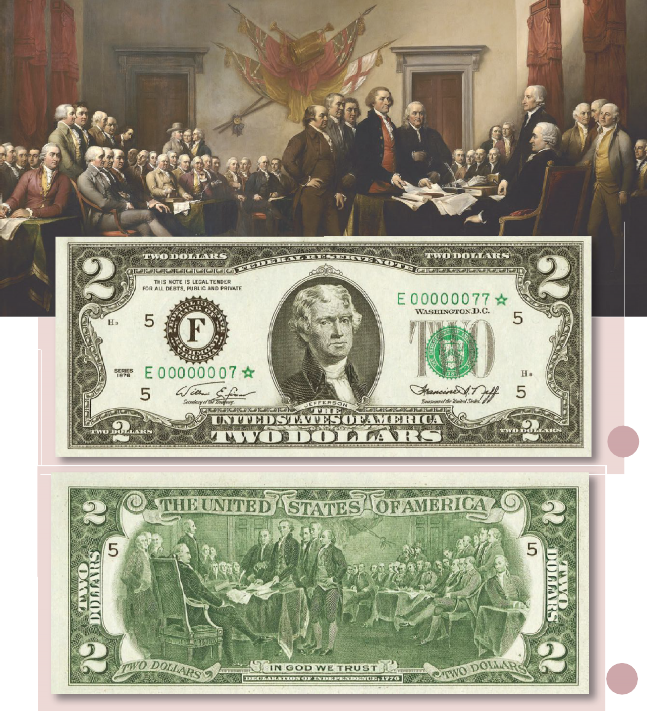 FEDERAL RESERVE NOTE
2 TWO DOLLARS TWO DOLLARS 2
THIS NOTE IS LEGAL TENDER
FOR ALL DEBTS, PUBLIC AND PRIVATE
E 00000077 ☆
WASHINGTON, D.C.
5 F TWO 5
SERIES
1976
E 00000007 ☆
5 5
Secretary of the Treasury.
Treasurer of the United States.
JEFFERSON
THE
UNITED STATES OF AMERICA
2 TWO DOLLARS 2
TWO DOLLARS TWO DOLLARS
2 THE UNITED STATES OF AMERICA 2
5 5
TWO DOLLARS TWO DOLLARS
2 2
TWO DOLLARS IN GOD WE TRUST TWO DOLLARS
DECLARATION OF INDEPENDENCE, 1776